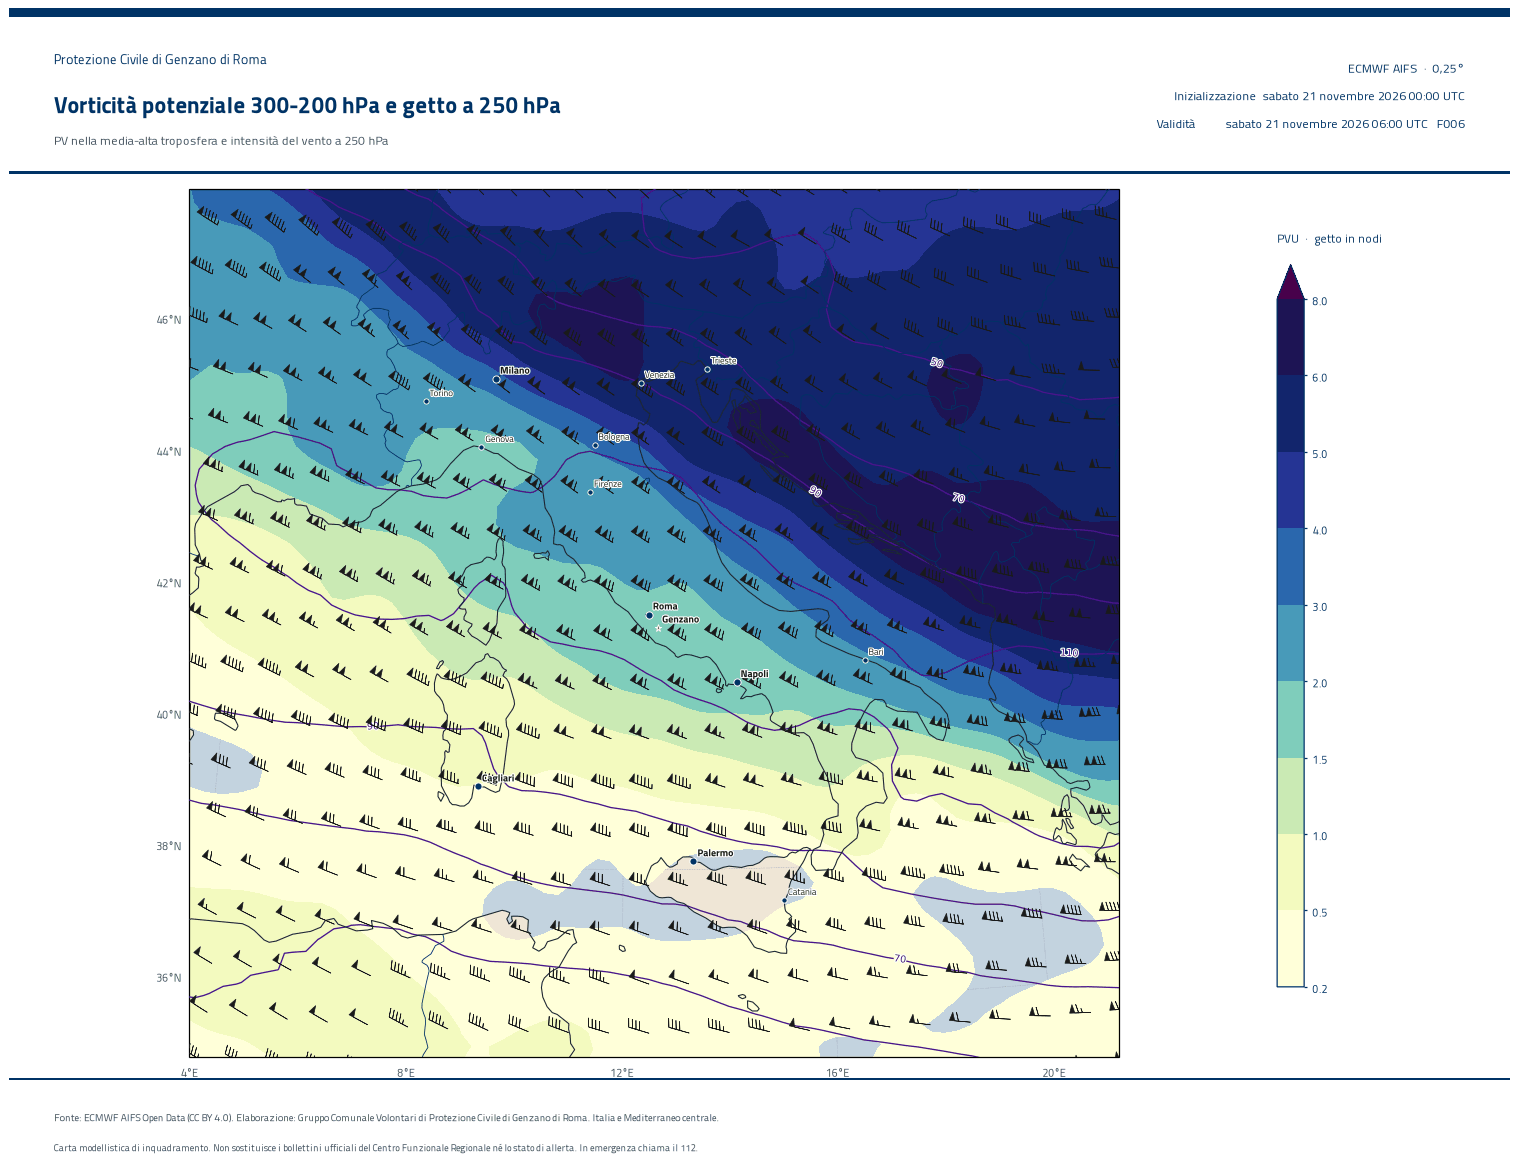 Protezione Civile di Genzano di Roma
Vorticità potenziale 300-200 hPa e getto a 250 hPa
PV nella media-alta troposfera e intensità del vento a 250 hPa
ECMWF AIFS · 0,25°
Inizializzazione sabato 21 novembre 2026 00:00 UTC
Validità sabato 21 novembre 2026 06:00 UTC F006
PVU · getto in nodi
8.0
6.0
5.0
4.0
3.0
2.0
1.5
1.0
0.5
0.2
46°N
44°N
42°N
40°N
38°N
36°N
4°E
8°E
12°E
16°E
20°E
Trieste
50
Milano
Venezia
Torino
Genova
Bologna
Firenze
90
70
Roma
Genzano
Bari
110
Napoli
90
Cagliari
Palermo
Catania
70
Fonte: ECMWF AIFS Open Data (CC BY 4.0). Elaborazione: Gruppo Comunale Volontari di Protezione Civile di Genzano di Roma. Italia e Mediterraneo centrale.
Carta modellistica di inquadramento. Non sostituisce i bollettini ufficiali del Centro Funzionale Regionale né lo stato di allerta. In emergenza chiama il 112.